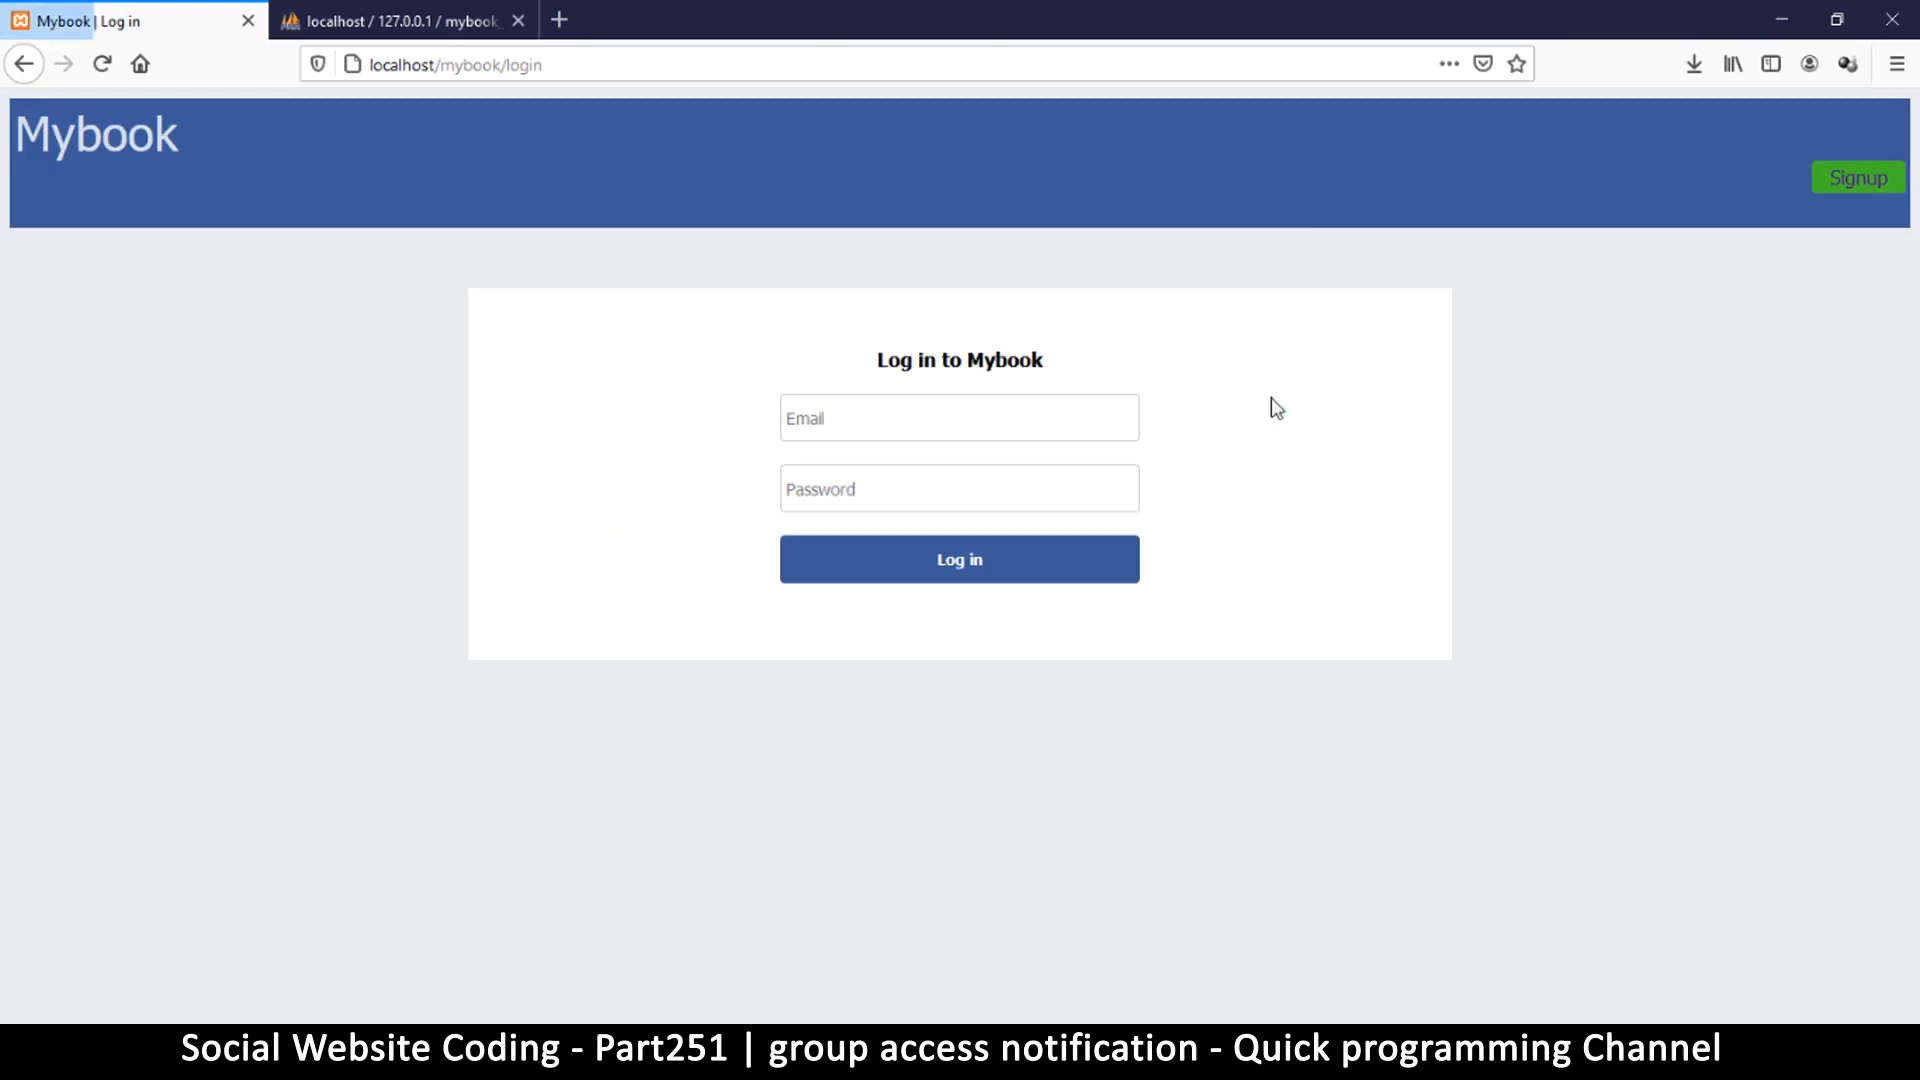 Mybook | Log in
localhost / 127.0.0.1 / mybook_
localhost/mybook/login
Mybook
Signup
Log in to Mybook
Email
Password
Log in
Social Website Coding - Part251 | group access notification - Quick programming Channel